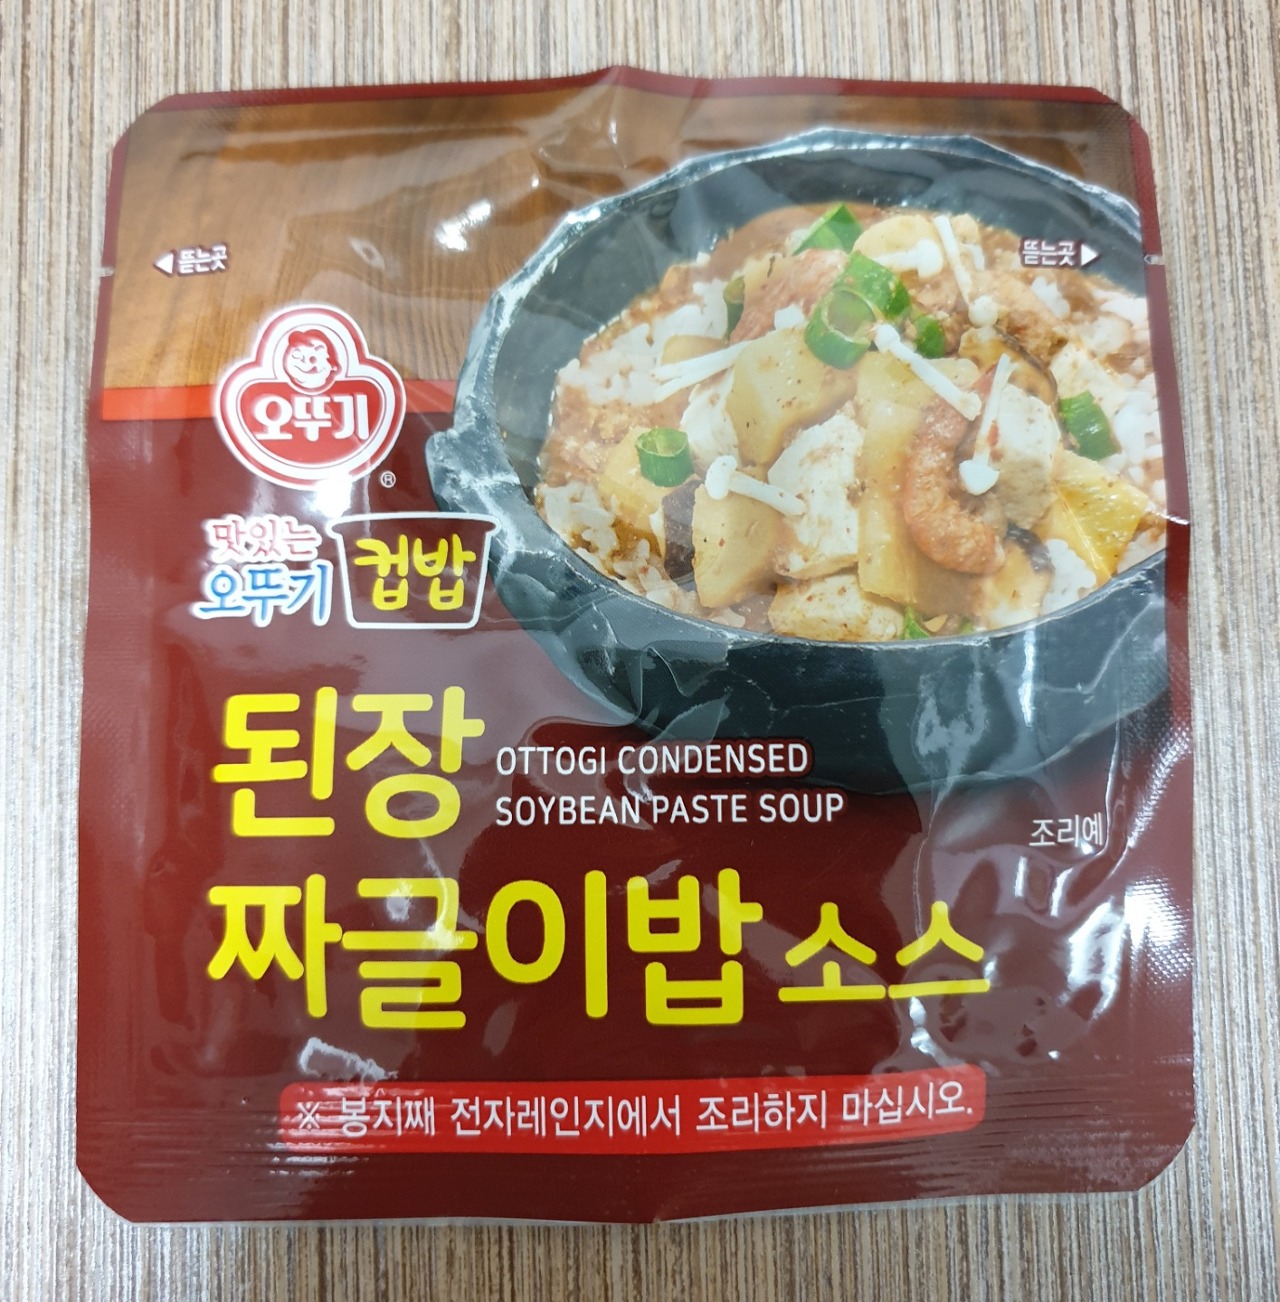 ◀뜯는곳
뜯는곳▶
오뚜기
®
맛있는
오뚜기
컵밥
된장
OTTOGI CONDENSED
SOYBEAN PASTE SOUP
조리예
짜글이밥 소스
※ 봉지째 전자레인지에서 조리하지 마십시오.